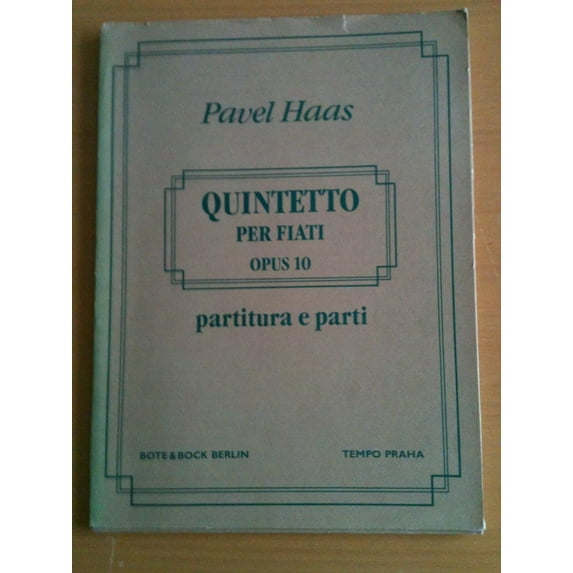 Pavel Haas
QUINTETTO
PER FIATI
OPUS 10
partitura e parti
BOTE & BOCK BERLIN
TEMPO PRAHA